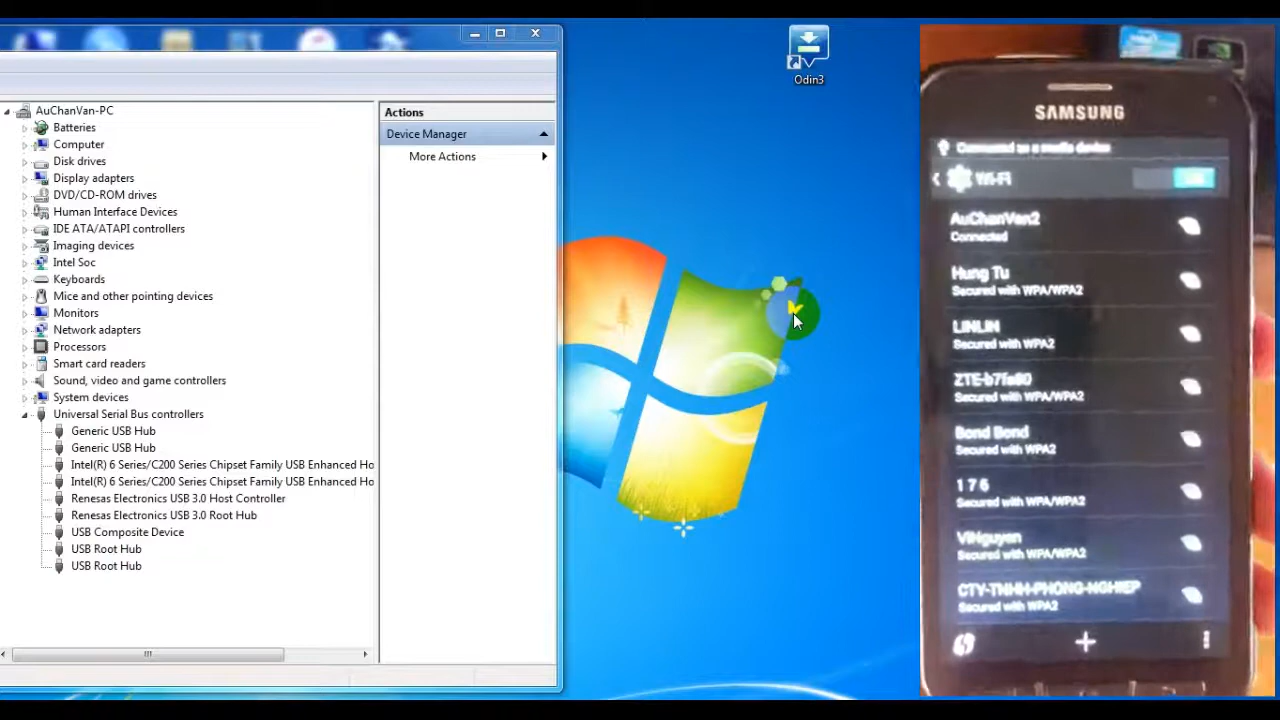 AuChanVan-PC
Batteries
Computer
Disk drives
Display adapters
DVD/CD-ROM drives
Human Interface Devices
IDE ATA/ATAPI controllers
Imaging devices
Intel Soc
Keyboards
Mice and other pointing devices
Monitors
Network adapters
Processors
Smart card readers
Sound, video and game controllers
System devices
Universal Serial Bus controllers
Generic USB Hub
Generic USB Hub
Intel(R) 6 Series/C200 Series Chipset Family USB Enhanced Ho
Intel(R) 6 Series/C200 Series Chipset Family USB Enhanced Ho
Renesas Electronics USB 3.0 Host Controller
Renesas Electronics USB 3.0 Root Hub
USB Composite Device
USB Root Hub
USB Root Hub
Actions
Device Manager
More Actions
Odin3
SAMSUNG
Connected as a media device
Wi-Fi
AuChanVan2
Connected
Hung Tu
Secured with WPA/WPA2
LINLIN
Secured with WPA2
ZTE-b7fa80
Secured with WPA/WPA2
Bond Bond
Secured with WPA2
1 7 6
Secured with WPA/WPA2
ViNguyen
Secured with WPA/WPA2
CTY-TNHH-PHONG-NGHIEP
Secured with WPA2